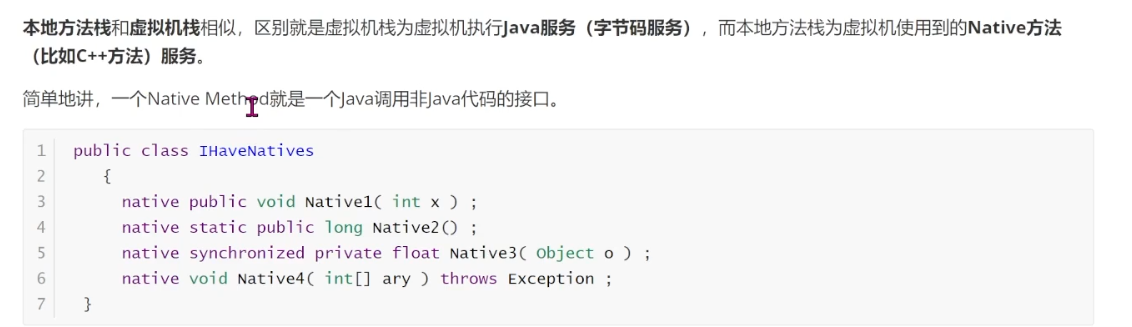 本地方法栈和虚拟机栈相似，区别就是虚拟机栈为虚拟机执行Java服务（字节码服务），而本地方法栈为虚拟机使用到的Native方法
（比如C++方法）服务。
简单地讲，一个Native Method就是一个Java调用非Java代码的接口。
1 public class IHaveNatives
2 {
3 native public void Native1( int x ) ;
4 native static public long Native2() ;
5 native synchronized private float Native3( Object o ) ;
6 native void Native4( int[] ary ) throws Exception ;
7 }